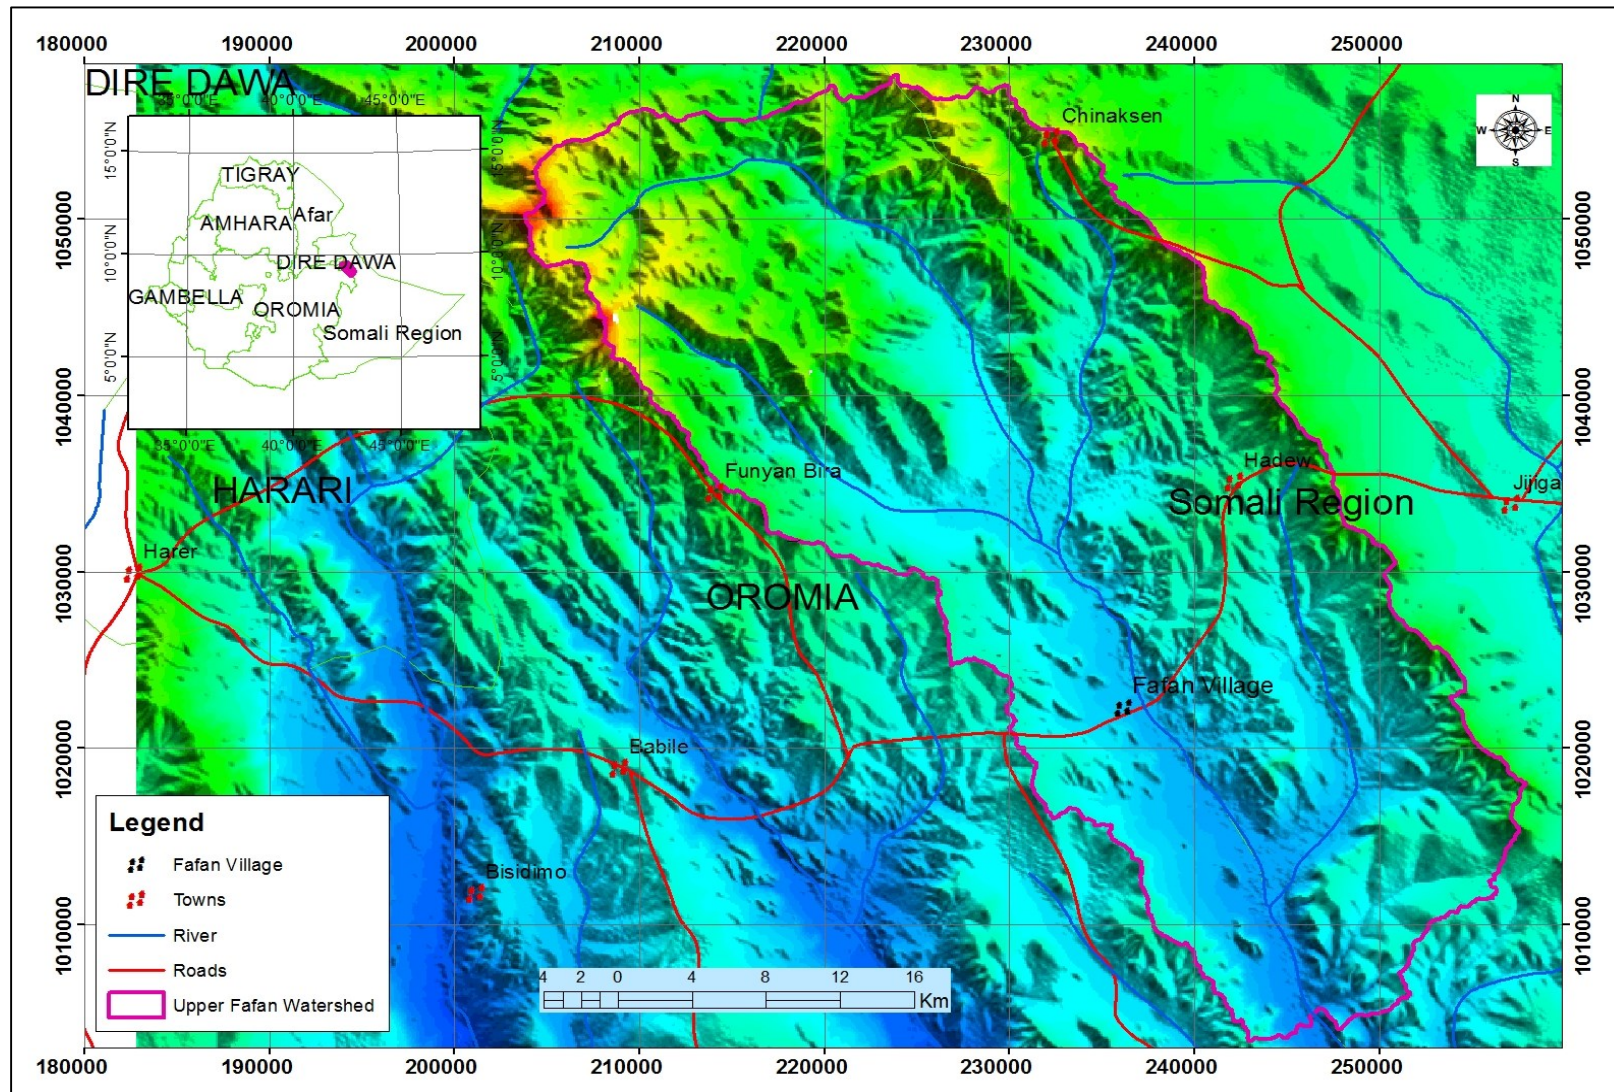 180000 190000 200000 210000 220000 230000 240000 250000
DIRE DAWA
35°0'0"E 40°0'0"E 45°0'0"E
15°0'0"N
10°0'0"N
5°0'0"N
15°0'0"N
10°0'0"N
5°0'0"N
TIGRAY
AMHARA
Afar
DIRE DAWA
GAMBELLA
OROMIA
Somali Region
35°0'0"E 40°0'0"E 45°0'0"E
N
W E
S
Chinaksen
1050000
1050000
1040000
1040000
Funyan Bira
Hadew
HARARI
Somali Region
Jijiga
Harer
1030000
1030000
OROMIA
Fafan Village
Babile
1020000
1020000
Bisidimo
1010000
1010000
Legend
Fafan Village
Towns
River
Roads
Upper Fafan Watershed
4 2 0 4 8 12 16
Km
180000 190000 200000 210000 220000 230000 240000 250000